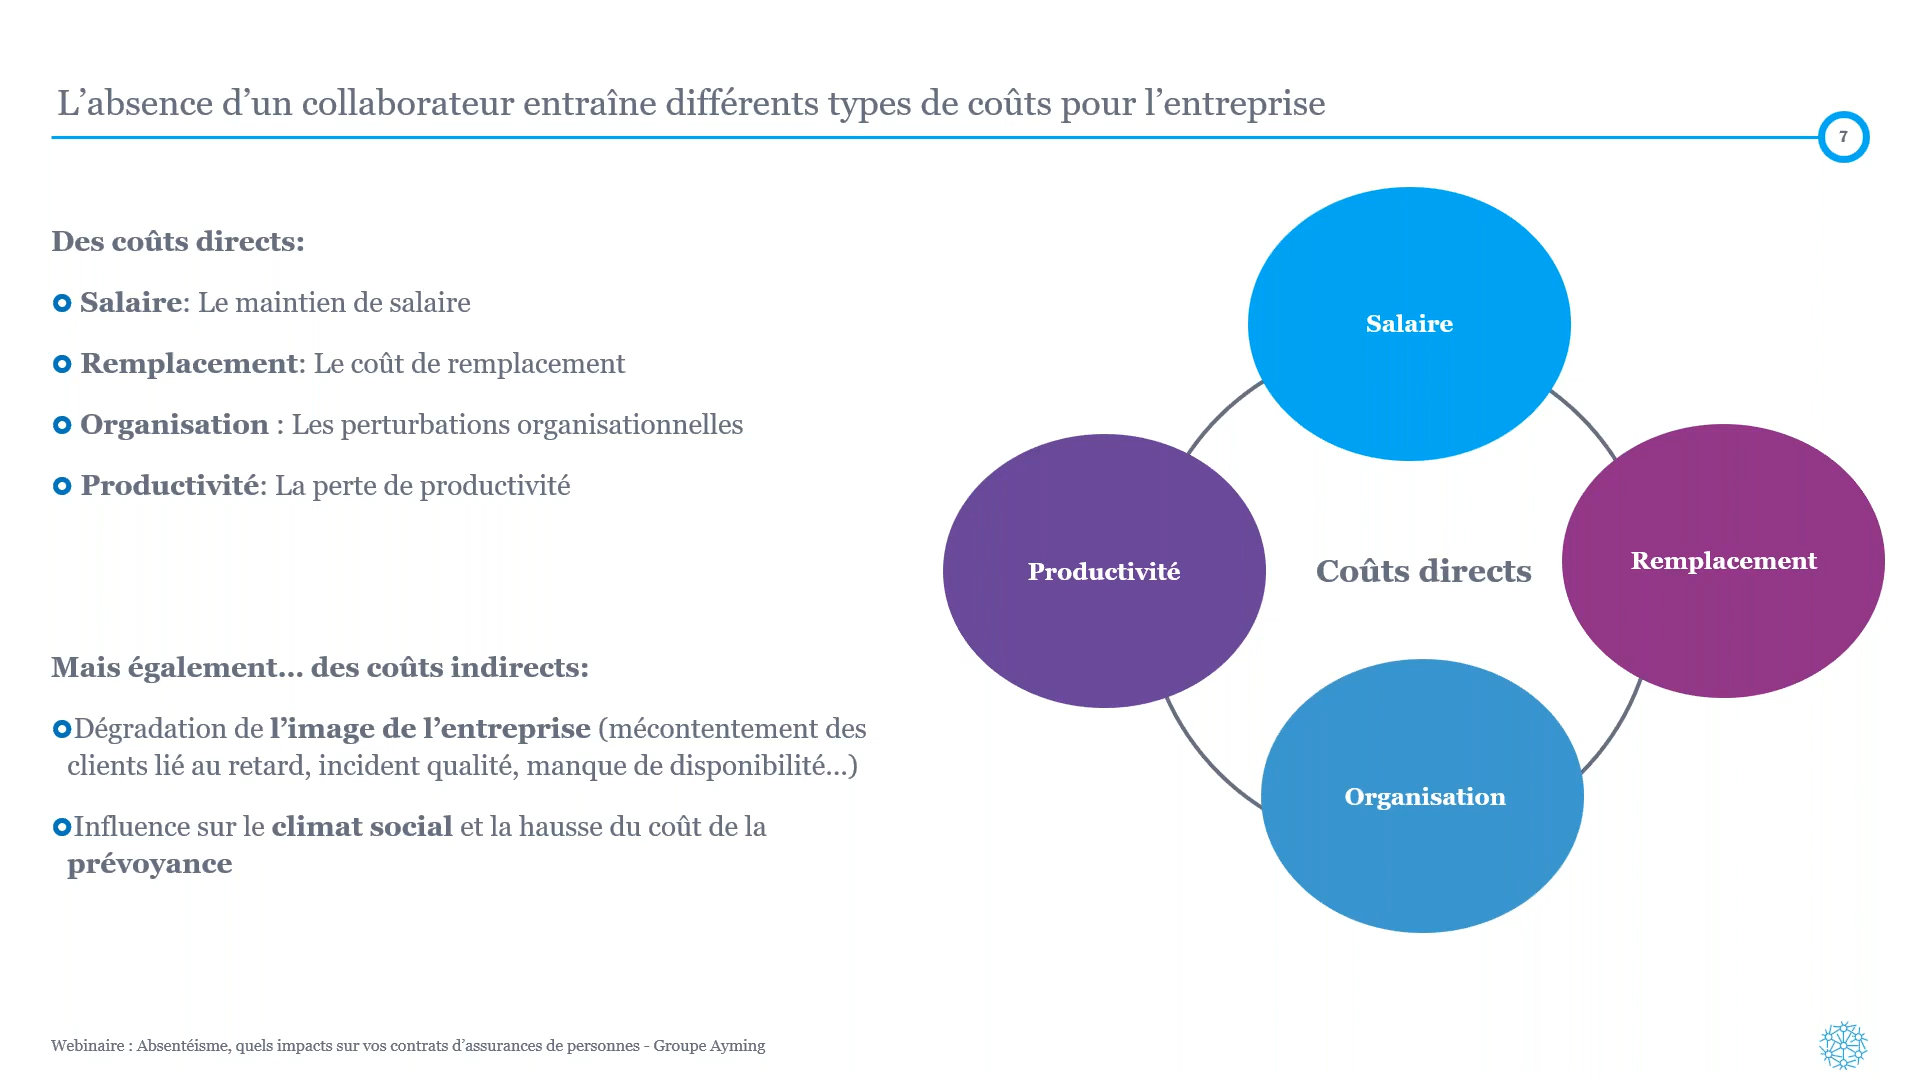 L’absence d’un collaborateur entraîne différents types de coûts pour l’entreprise
7
Des coûts directs:
Salaire: Le maintien de salaire
Remplacement: Le coût de remplacement
Organisation : Les perturbations organisationnelles
Productivité: La perte de productivité
Mais également… des coûts indirects:
Dégradation de l’image de l’entreprise (mécontentement des
clients lié au retard, incident qualité, manque de disponibilité…)
Influence sur le climat social et la hausse du coût de la
prévoyance
Salaire
Productivité
Coûts directs
Remplacement
Organisation
Webinaire : Absentéisme, quels impacts sur vos contrats d’assurances de personnes - Groupe Ayming